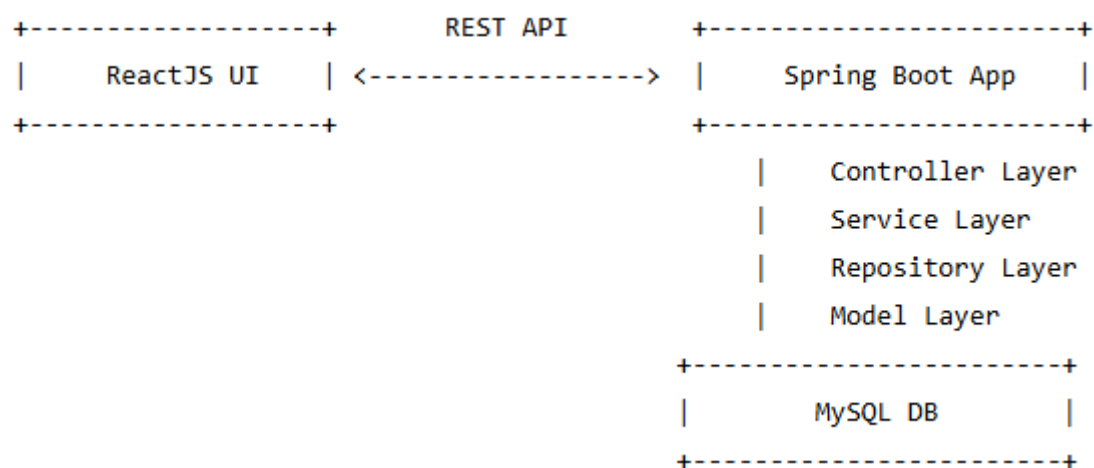 +-------------------+ REST API +------------------------+
| ReactJS UI | <------------------> | Spring Boot App |
+-------------------+ +------------------------+
| Controller Layer
| Service Layer
| Repository Layer
| Model Layer
+------------------------+
| MySQL DB |
+------------------------+